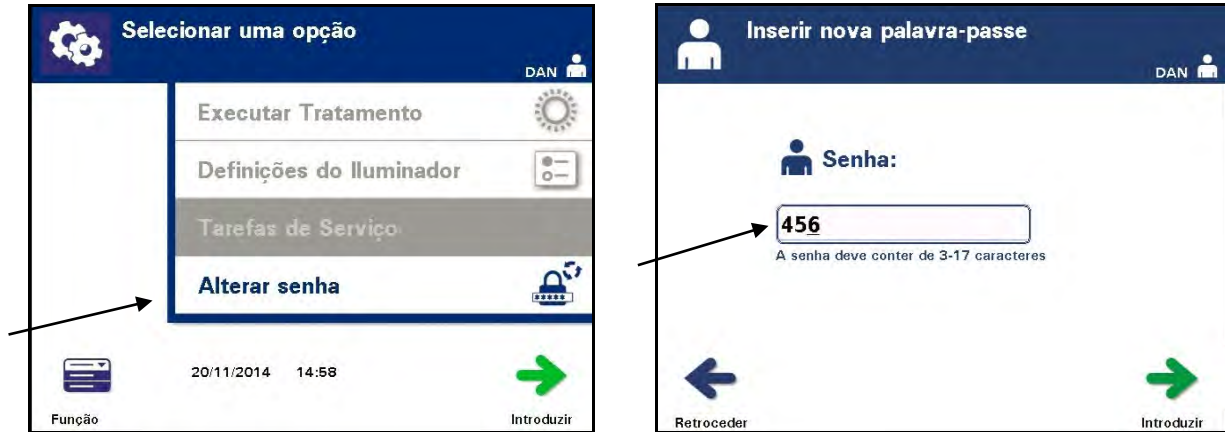 Selecionar uma opção
DAN
Executar Tratamento
Definições do Iluminador
Tarefas de Serviço
Alterar senha
*****
20/11/2014 14:58
Função
Introduzir
Inserir nova palavra-passe
DAN
Senha:
456
A senha deve conter de 3-17 caracteres
Retroceder
Introduzir